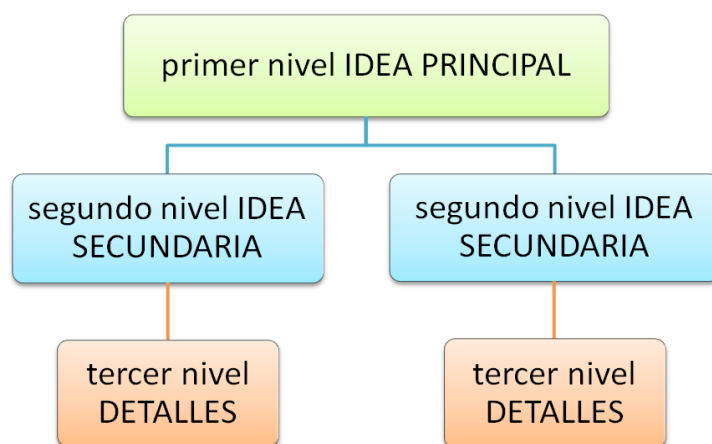 primer nivel IDEA PRINCIPAL
segundo nivel IDEA
SECUNDARIA
segundo nivel IDEA
SECUNDARIA
tercer nivel
DETALLES
tercer nivel
DETALLES